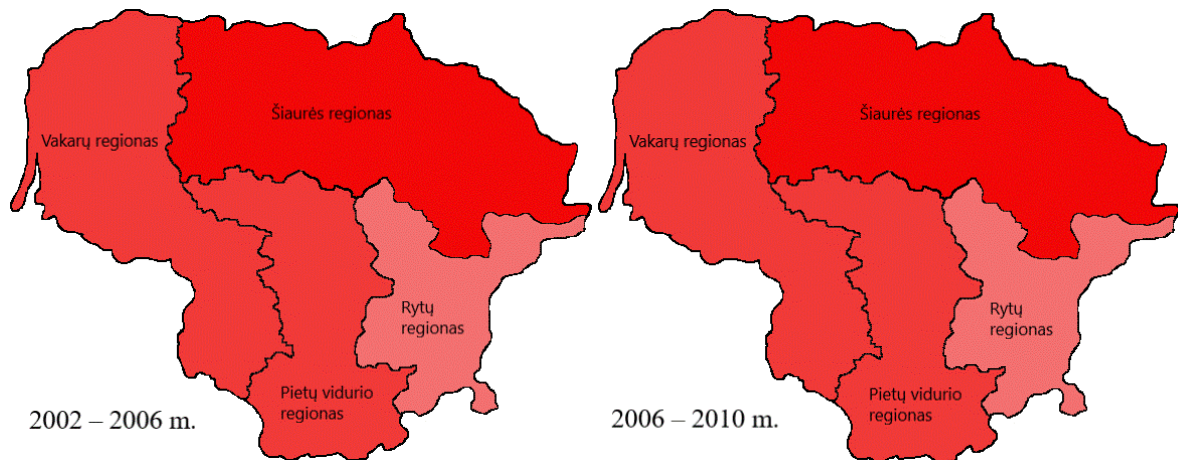 Šiaurės regionas
Vakarų regionas
Rytų
regionas
Pietų vidurio
regionas
2002 – 2006 m.
Šiaurės regionas
Vakarų regionas
Rytų
regionas
Pietų vidurio
regionas
2006 – 2010 m.